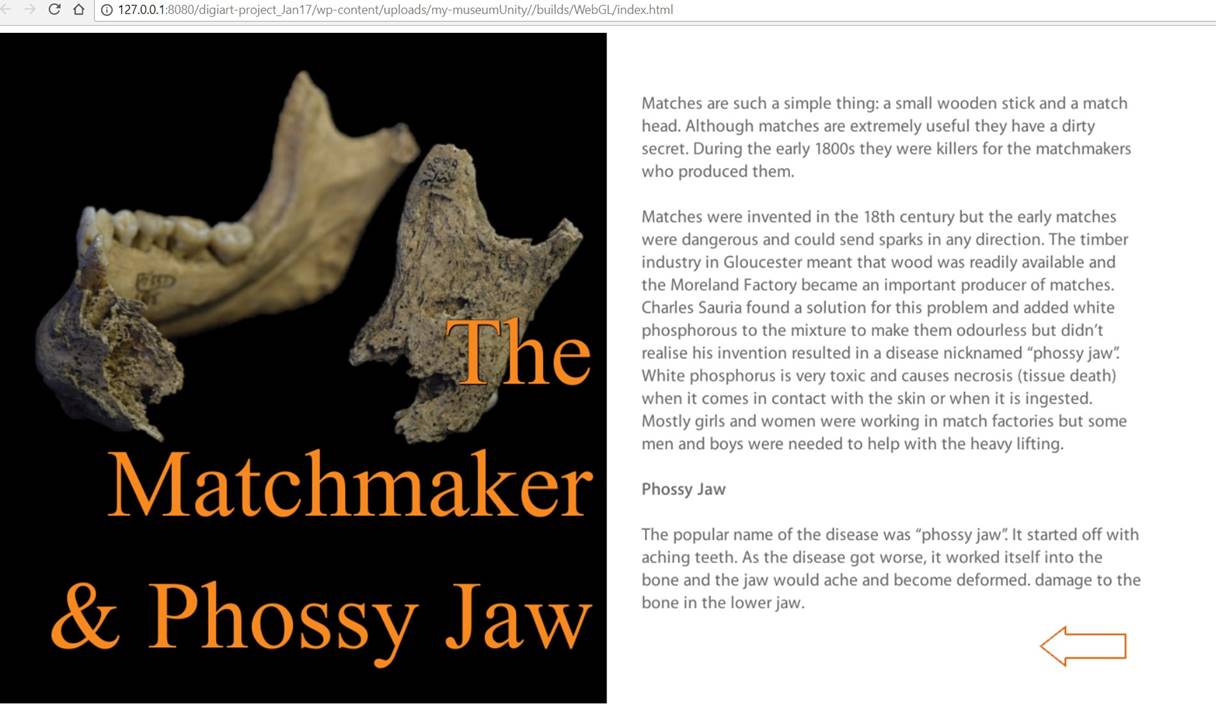 127.0.0.1:8080/digiart-project_Jan17/wp-content/uploads/my-museumUnity//builds/WebGL/index.html
The
Matchmaker
& Phossy Jaw
Matches are such a simple thing: a small wooden stick and a match
head. Although matches are extremely useful they have a dirty
secret. During the early 1800s they were killers for the matchmakers
who produced them.
Matches were invented in the 18th century but the early matches
were dangerous and could send sparks in any direction. The timber
industry in Gloucester meant that wood was readily available and
the Moreland Factory became an important producer of matches.
Charles Sauria found a solution for this problem and added white
phosphorous to the mixture to make them odourless but didn’t
realise his invention resulted in a disease nicknamed “phossy jaw”.
White phosphorus is very toxic and causes necrosis (tissue death)
when it comes in contact with the skin or when it is ingested.
Mostly girls and women were working in match factories but some
men and boys were needed to help with the heavy lifting.
Phossy Jaw
The popular name of the disease was “phossy jaw”. It started off with
aching teeth. As the disease got worse, it worked itself into the
bone and the jaw would ache and become deformed. damage to the
bone in the lower jaw.